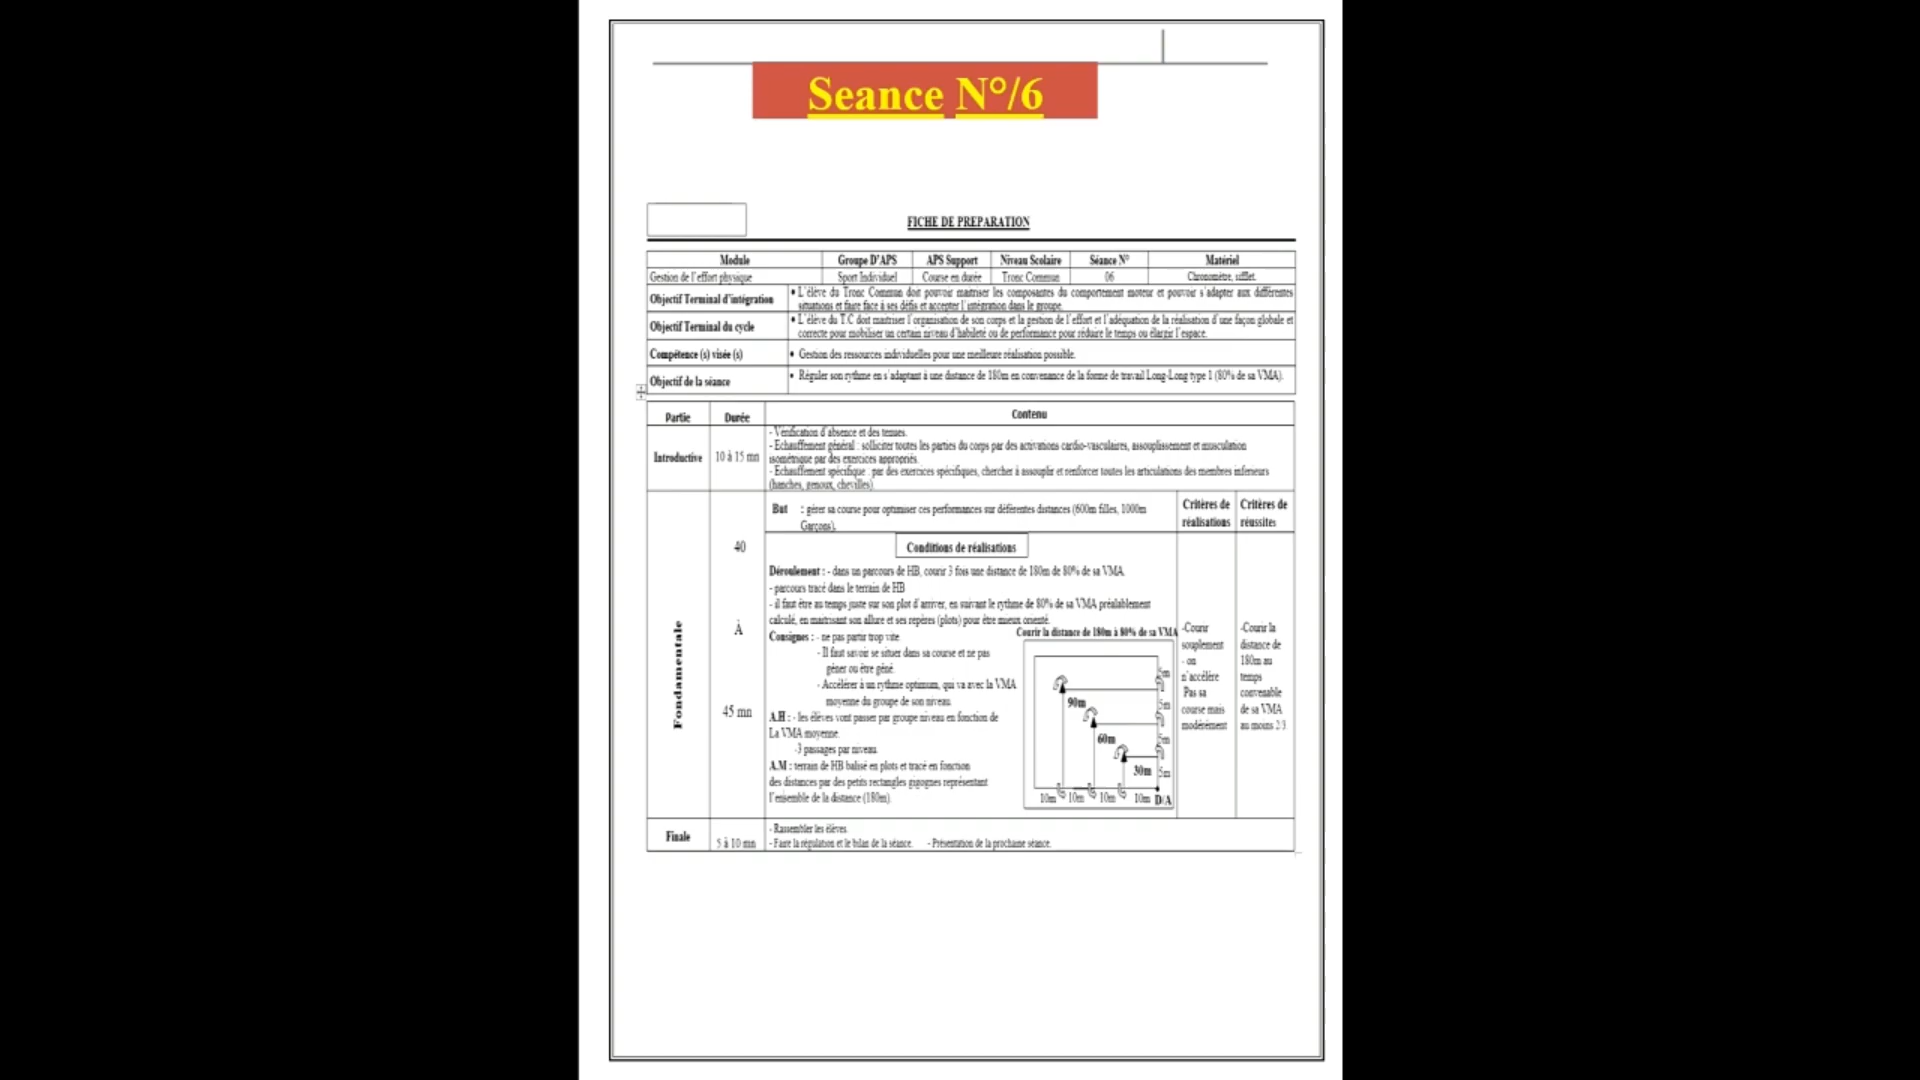 Seance N°/6
FICHE DE PREPARATION
Module Groupe D'APS APS Support Niveau Scolaire Séance N° Matériel
Gestion de l'effort physique Sport Individuel Course en durée Tronc Commun 06 Chronomètre, sifflet.
Objectif Terminal d'intégration • L'élève du Tronc Commun doit pouvoir maitriser les composantes du comportement moteur et pouvoir s'adapter aux différentes
situations et faire face à ses défis et accepter l'intégration dans le groupe.
Objectif Terminal du cycle • L'élève du T.C doit maitriser l'organisation de son corps et la gestion de l'effort et l'adéquation de la réalisation d'une façon globale et
correcte pour mobiliser un certain niveau d'habileté ou de performance pour réduire le temps ou élargir l'espace.
Compétence (s) visée (s) • Gestion des ressources individuelles pour une meilleure réalisation possible.
Objectif de la séance • Réguler son rythme en s'adaptant à une distance de 180m en convenance de la forme de travail Long-Long type 1 (80% de sa VMA).
Partie Durée Contenu
Introductive 10 à 15 mn
- Vérification d'absence et des tenues.
- Echauffement général : solliciter toutes les parties du corps par des activations cardio-vasculaires, assouplissement et musculation
isométrique par des exercices appropriés.
- Echauffement spécifique : par des exercices spécifiques, chercher à assouplir et renforcer toutes les articulations des membres inferieurs
(hanches, genoux, chevilles).
Fondamentale
40
À
45 mn
But : gérer sa course pour optimiser ces performances sur déférentes distances (600m filles, 1000m
Garçons).
Critères de
réalisations
Critères de
réussites
Conditions de réalisations
Déroulement : - dans un parcours de HB, courir 3 fois une distance de 180m de 80% de sa VMA.
- parcours tracé dans le terrain de HB
- il faut être au temps juste sur son plot d'arriver, en suivant le rythme de 80% de sa VMA préalablement
calculé, en maitrisant son allure et ses repères (plots) pour être mieux orienté.
Consignes : - ne pas partir trop vite
- Il faut savoir se situer dans sa course et ne pas
gêner ou être gêné.
- Accélérer à un rythme optimum, qui va avec la VMA
moyenne du groupe de son niveau.
A.H : - les élèves vont passer par groupe niveau en fonction de
La VMA moyenne.
-3 passages par niveau.
A.M : terrain de HB balisé en plots et tracé en fonction
des distances par des petits rectangles gigognes représentant
l'ensemble de la distance (180m).
Courir la distance de 180m à 80% de sa VMA
5m
90m
5m
60m
5m
30m
5m
10m 10m 10m 10m D/A
-Courir
souplement
- on
n'accélère
Pas sa
course mais
modérément
-Courir la
distance de
180m au
temps
convenable
de sa VMA
au moins 2/3.
Finale 5 à 10 mn
- Rassembler les élèves.
- Faire la régulation et le bilan de la séance. - Présentation de la prochaine séance.